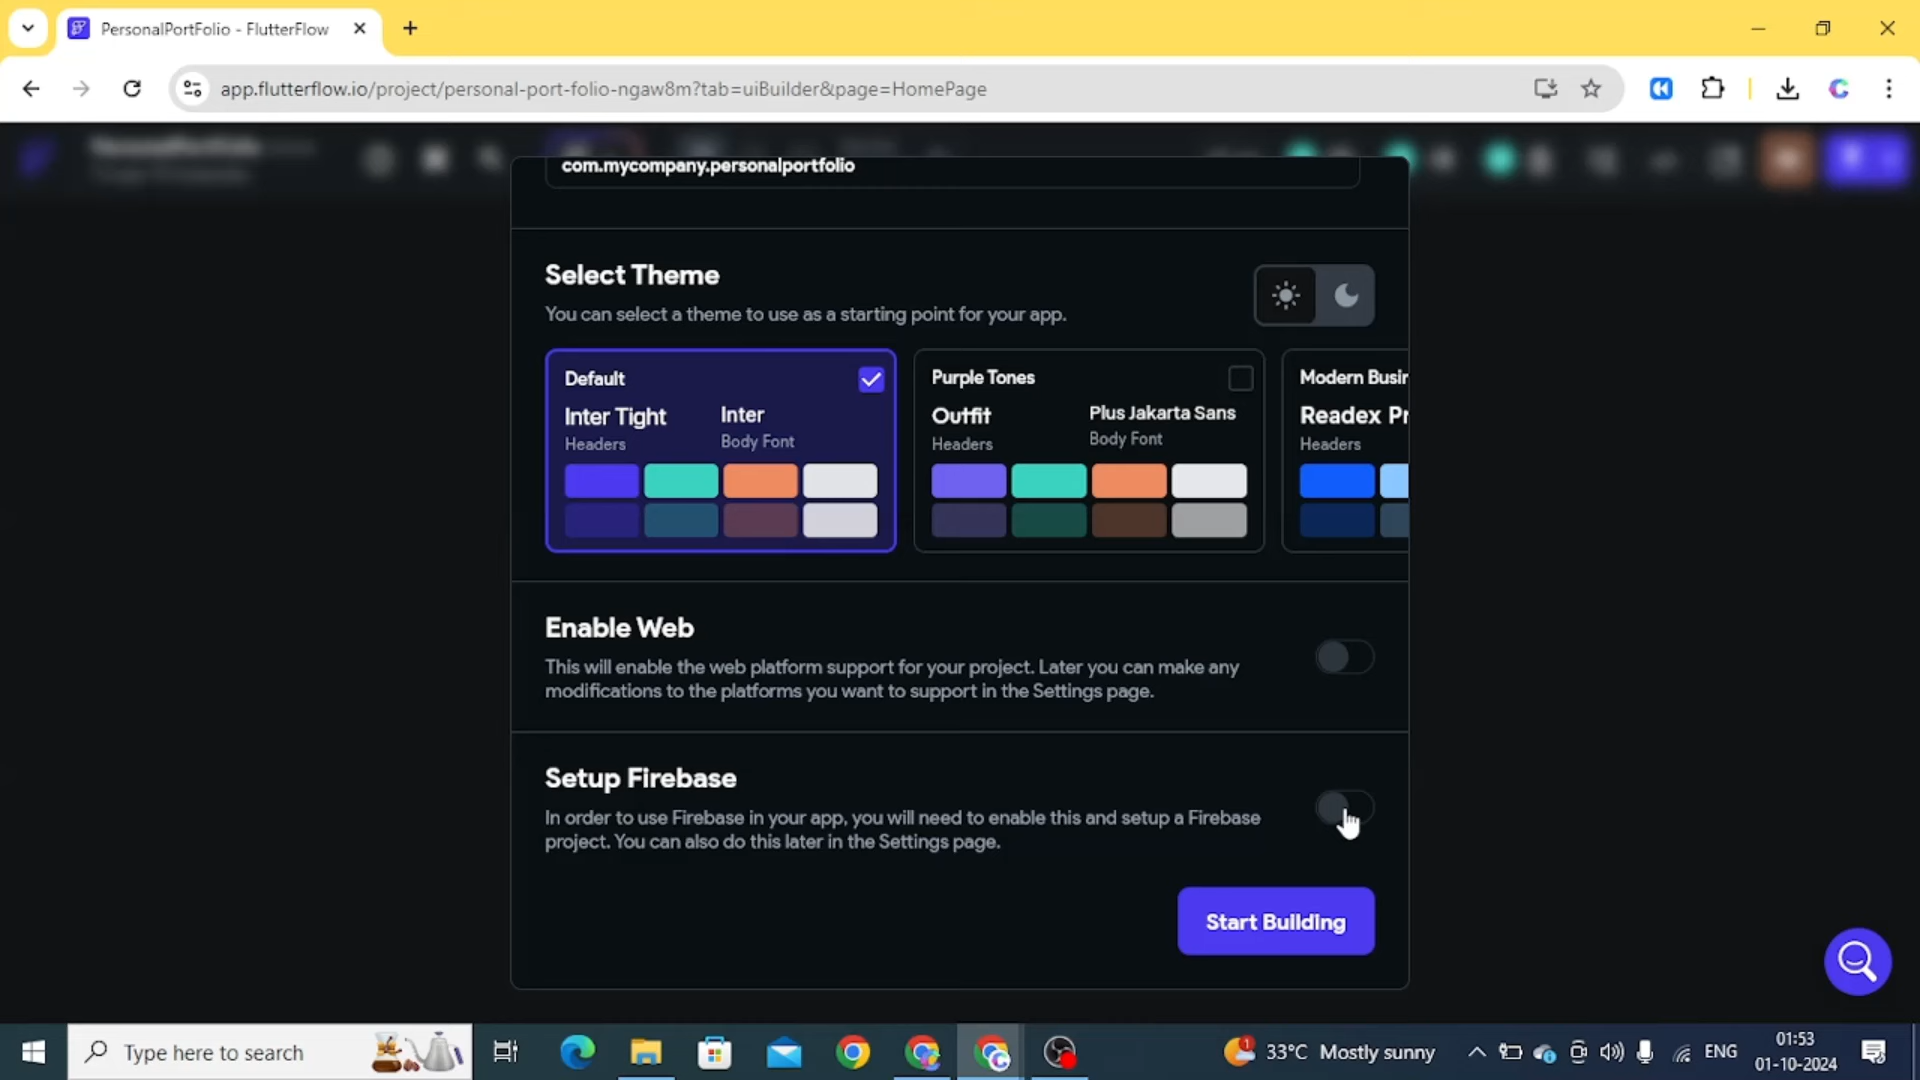 PersonalPortFolio - FlutterFlow
app.flutterflow.io/project/personal-port-folio-ngaw8m?tab=uiBuilder&page=HomePage
com.mycompany.personalportfolio
Select Theme
You can select a theme to use as a starting point for your app.
Default
Inter Tight Inter
Headers Body Font
Purple Tones
Outfit Plus Jakarta Sans
Headers Body Font
Modern Busin
Readex Pr
Headers
Enable Web
This will enable the web platform support for your project. Later you can make any
modifications to the platforms you want to support in the Settings page.
Setup Firebase
In order to use Firebase in your app, you will need to enable this and setup a Firebase
project. You can also do this later in the Settings page.
Start Building
Type here to search
1
33°C Mostly sunny
ENG
01:53
01-10-2024